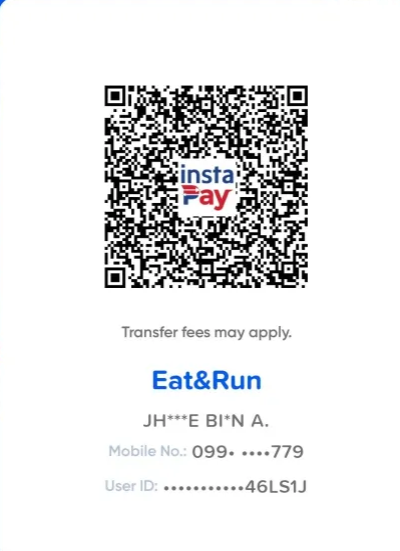 insta
Pay
Transfer fees may apply.
Eat&Run
JH***E BI*N A.
Mobile No.: 099• ••••779
User ID: •••••••••••46LS1J